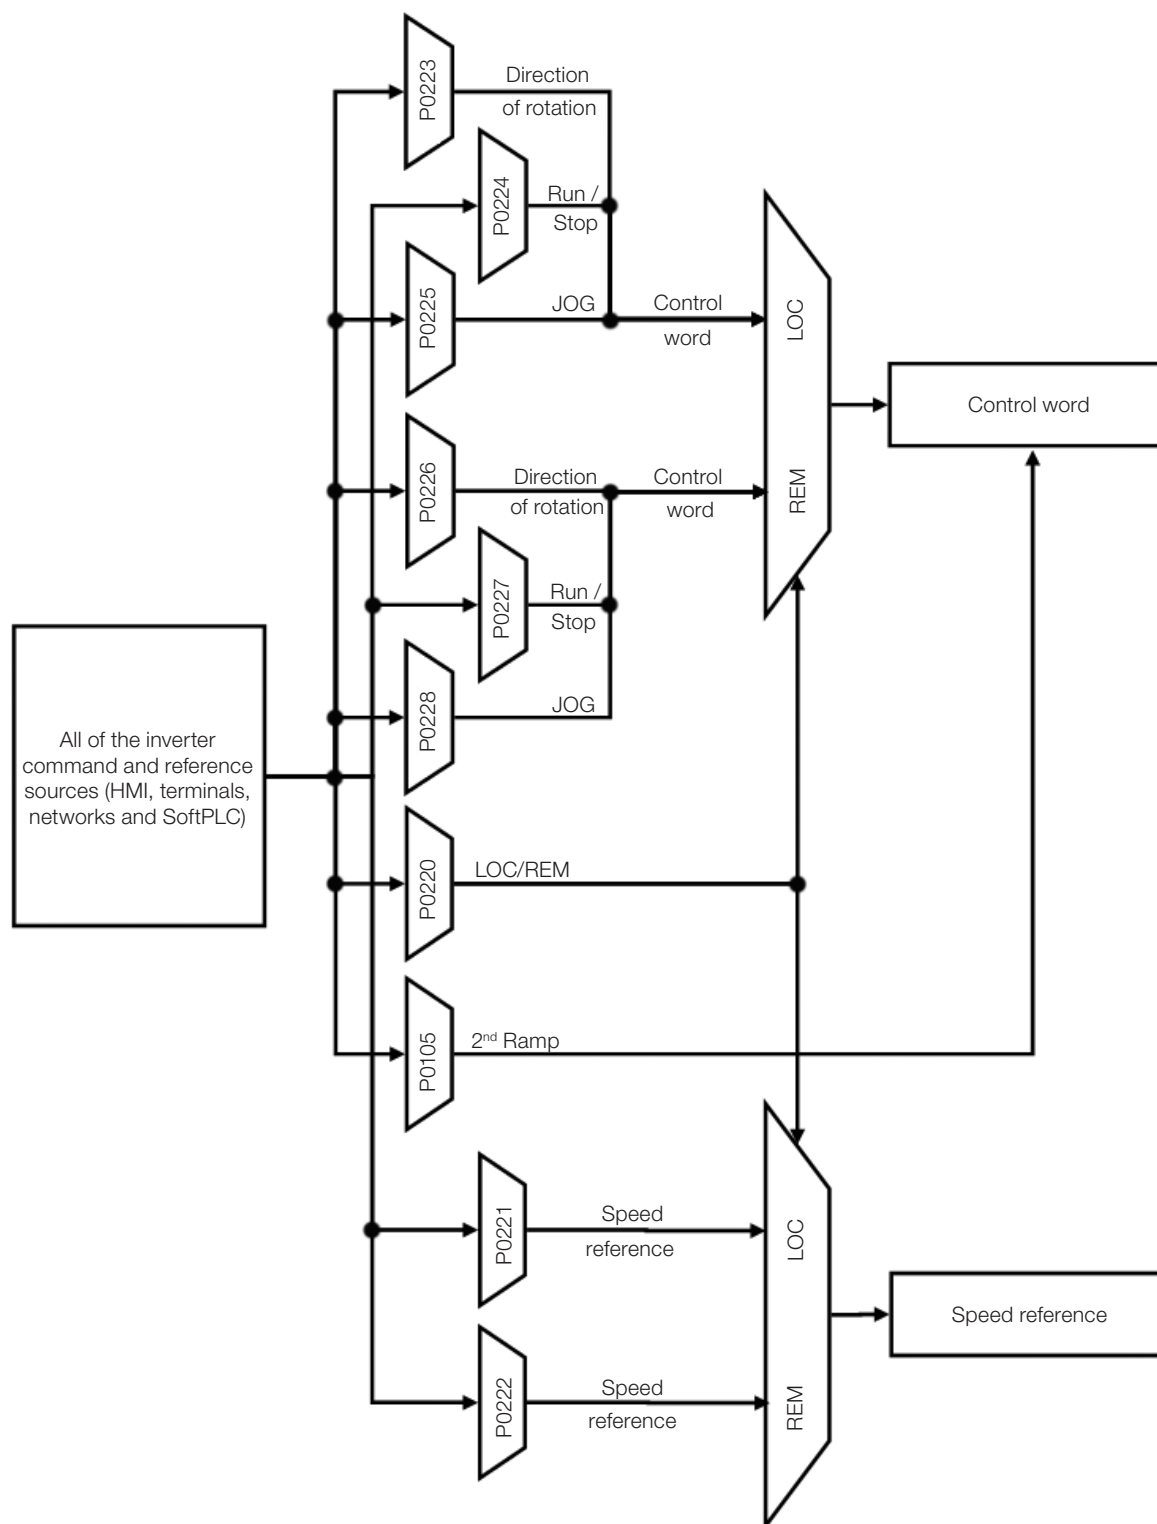 P0223
Direction
of rotation
P0224
Run /
Stop
P0225
JOG
Control
word
LOC
REM
Control word
P0226
Direction
of rotation
Control
word
P0227
Run /
Stop
P0228
JOG
All of the inverter
command and reference
sources (HMI, terminals,
networks and SoftPLC)
P0220
LOC/REM
P0105
2nd Ramp
P0221
Speed
reference
LOC
REM
Speed reference
P0222
Speed
reference